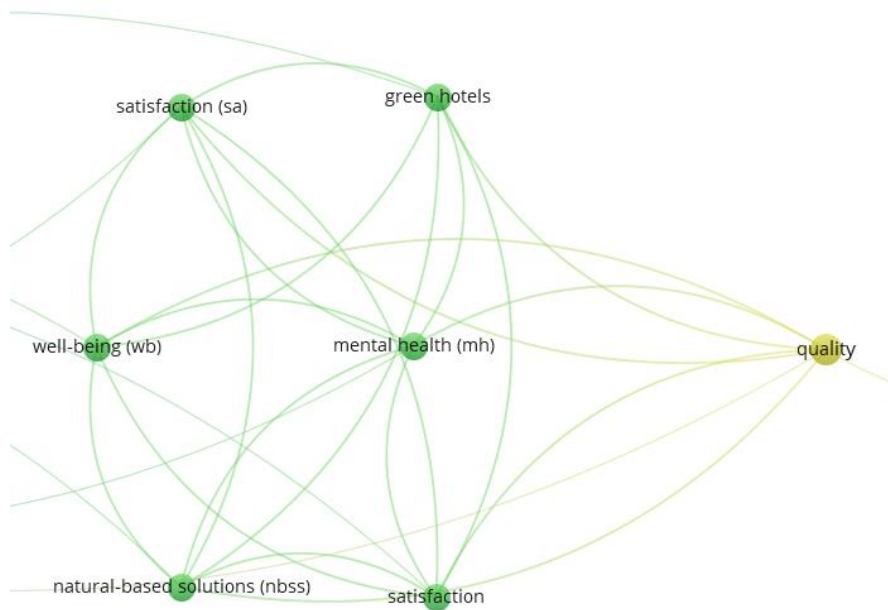 green hotels
satisfaction (sa)
well-being (wb)
mental health (mh)
quality
natural-based solutions (nbss)
satisfaction